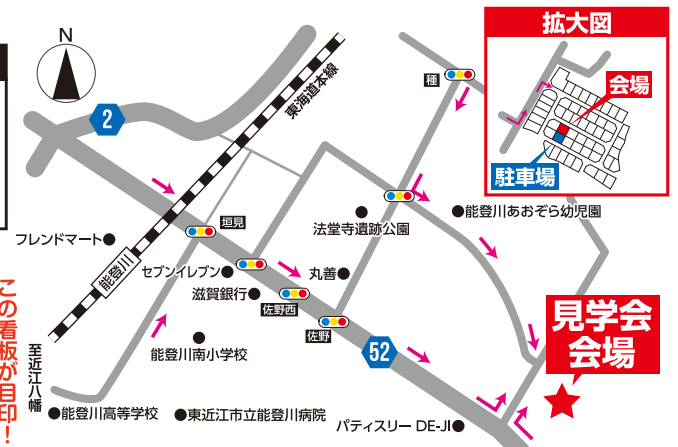 N
拡大図
会場
駐車場
種
2
東海道本線
垣見
法堂寺遺跡公園
能登川あおぞら幼児園
フレンドマート
能登川
セブンイレブン
丸善
滋賀銀行
佐野西
佐野
見学会
会場
52
能登川南小学校
至近江八幡
この看板が目印！
能登川高等学校
東近江市立能登川病院
パティスリー DE-JI